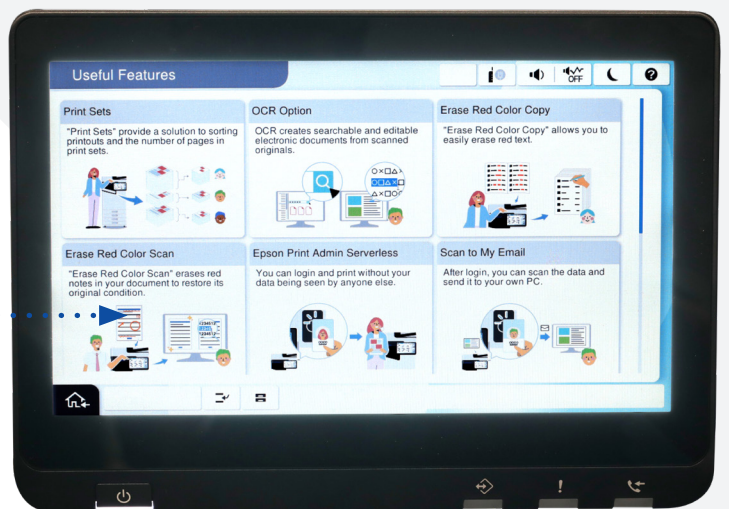 Useful Features
OFF
Print Sets
"Print Sets" provide a solution to sorting
printouts and the number of pages in
print sets.
OCR Option
OCR creates searchable and editable
electronic documents from scanned
originals.
Erase Red Color Copy
"Erase Red Color Copy" allows you to
easily erase red text.
Erase Red Color Scan
"Erase Red Color Scan" erases red
notes in your document to restore its
original condition.
Epson Print Admin Serverless
You can login and print without your
data being seen by anyone else.
Scan to My Email
After login, you can scan the data and
send it to your own PC.